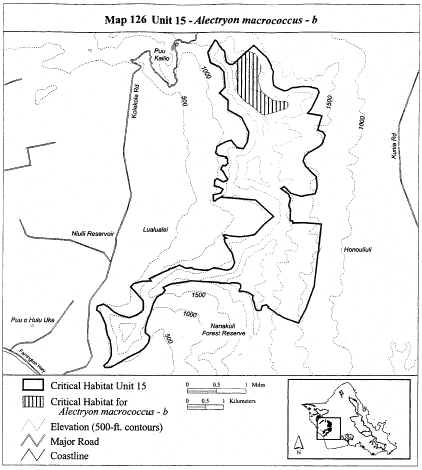 Map 126 Unit 15 - Alectryon macrococcus - b
Puu
Kailio
Kolekole Rd
1000
500
1500
1000
Kunia Rd
Niulii Reservoir
Lualualei
Honouliuli
1500
1000
500
Nanakuli
Forest Reserve
Puu o Hulu Uka
Farrington Hwy
Critical Habitat Unit 15
Critical Habitat for
Alectryon macrococcus - b
Elevation (500-ft. contours)
Major Road
Coastline
0 0.5 1 Miles
0 0.5 1 Kilometers
N